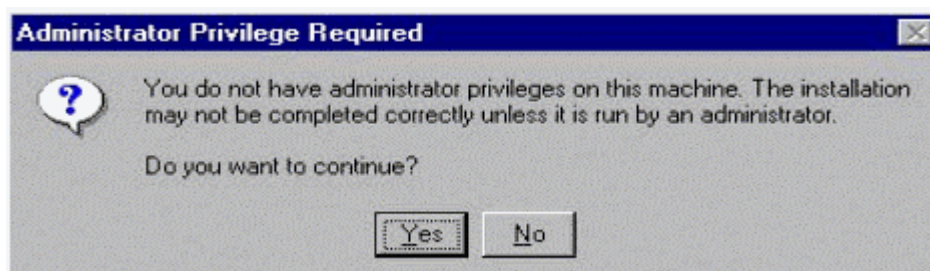 Administrator Privilege Required
You do not have administrator privileges on this machine. The installation
may not be completed correctly unless it is run by an administrator.
Do you want to continue?
Yes No